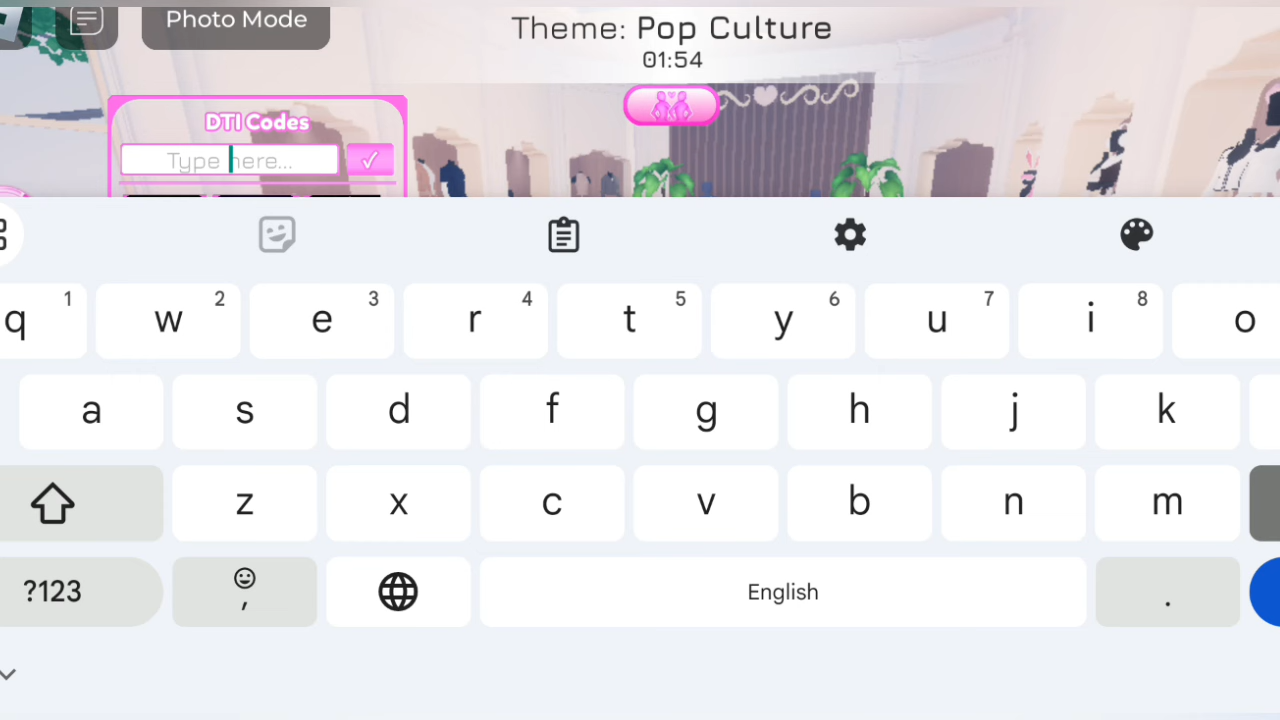 Photo Mode
Theme: Pop Culture
01:54
DTI Codes
Type here...
q 1 w 2 e 3 r 4 t 5 y 6 u 7 i 8 o
a s d f g h j k
z x c v b n m
?123 , English .